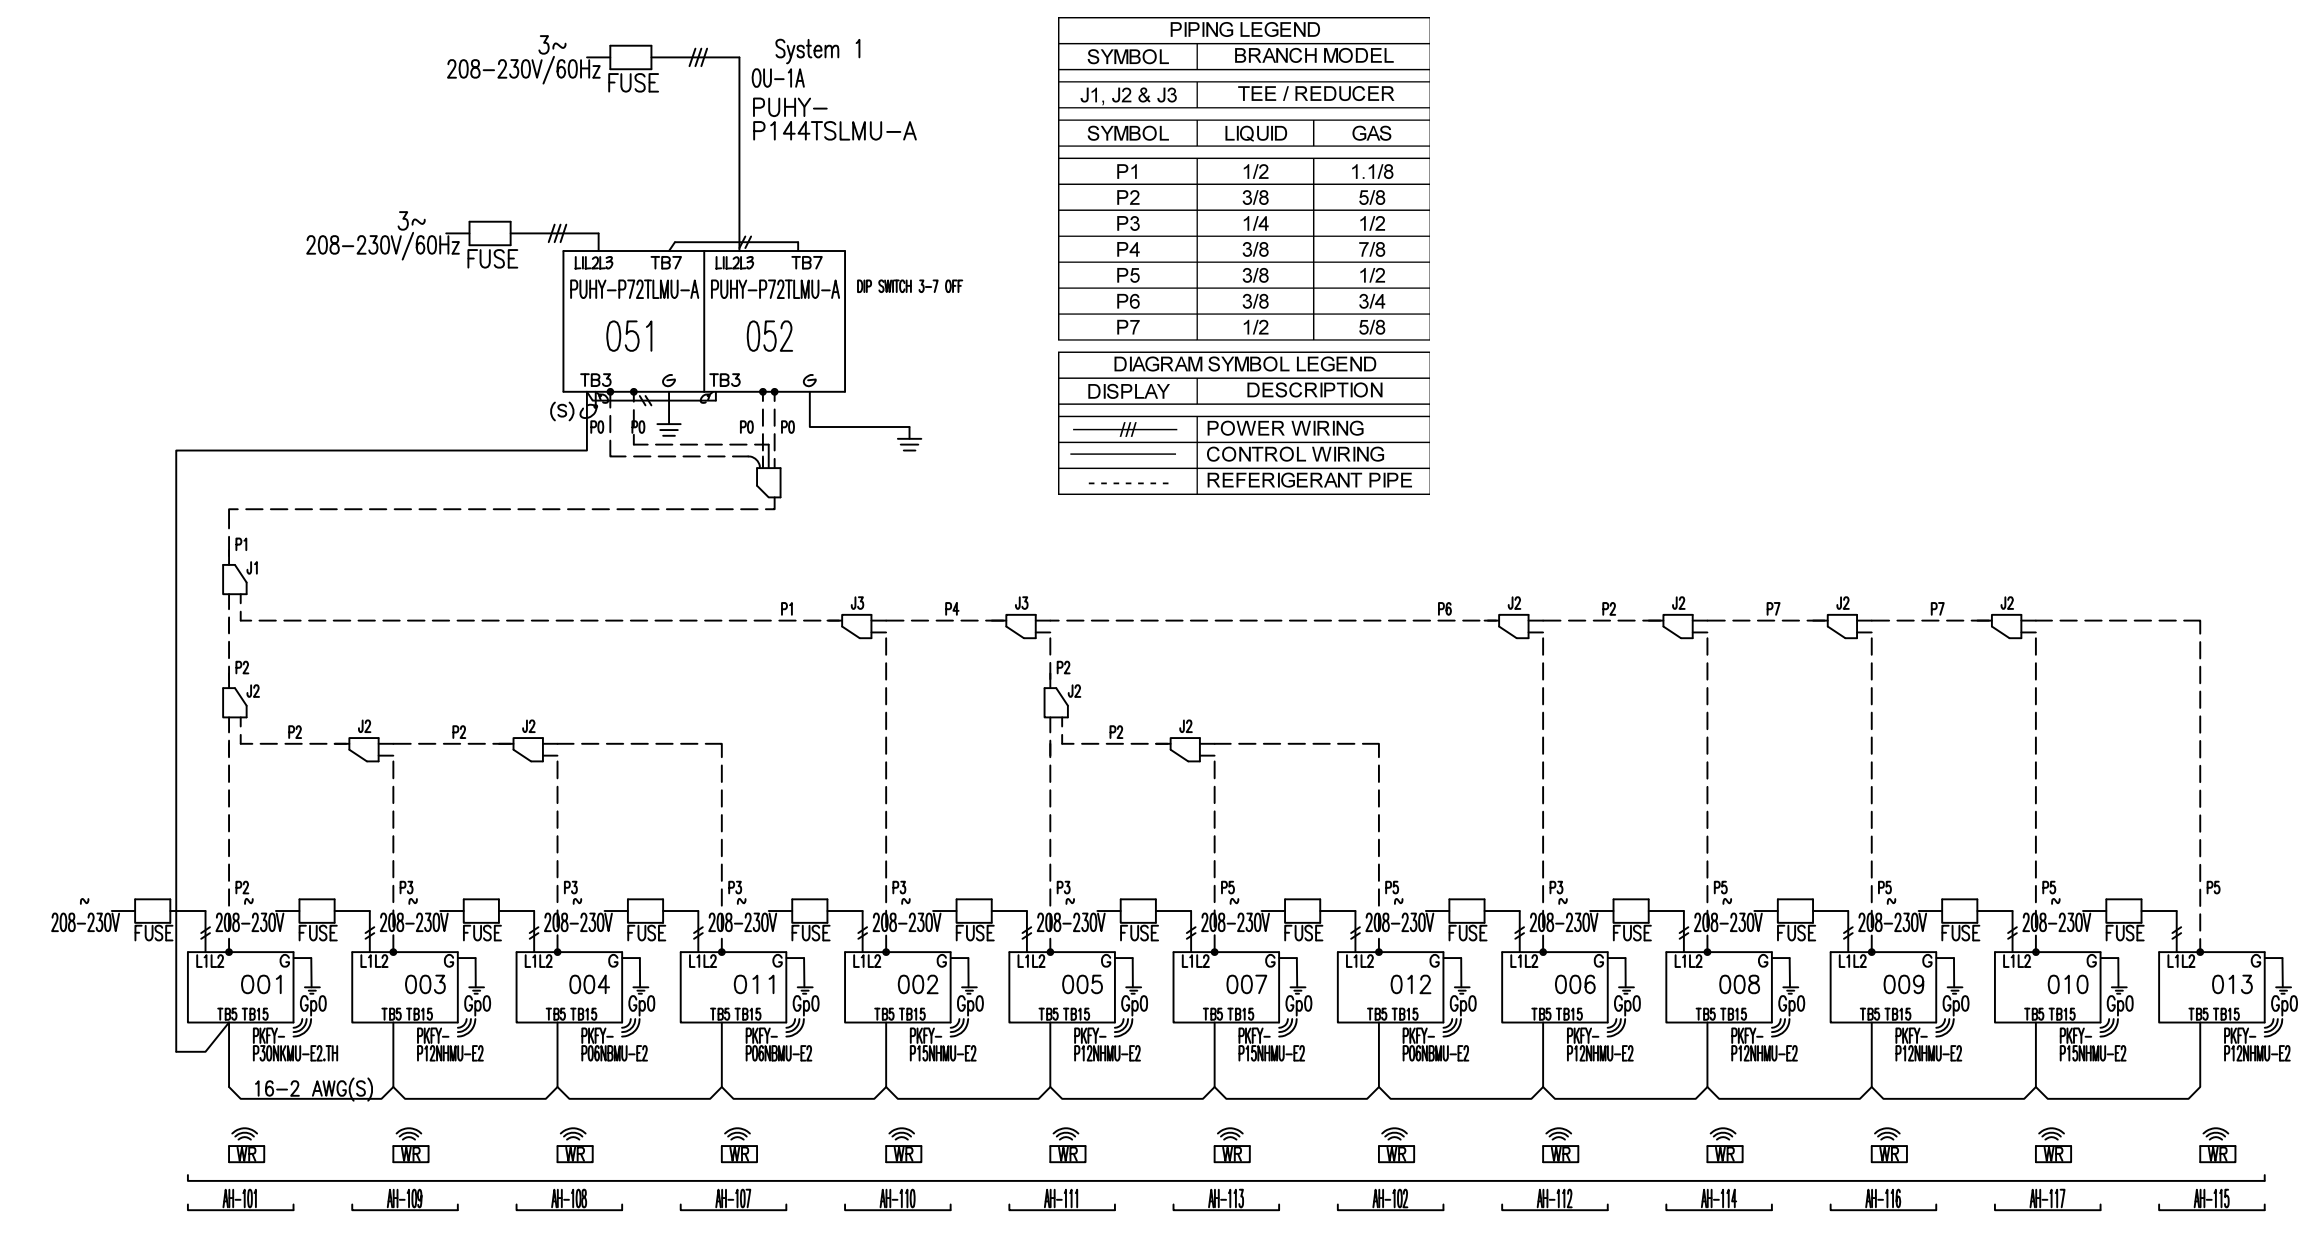 3~
208-230V/60Hz
FUSE
System 1
OU-1A
PUHY-
P144TSLMU-A
3~
208-230V/60Hz
FUSE
L1L2L3 TB7 L1L2L3 TB7
PUHY-P72TLMU-A PUHY-P72TLMU-A
DIP SWITCH 3-7 OFF
051 052
TB3 G TB3 G
(S)
P0 P0 P0 P0
PIPING LEGEND
SYMBOL BRANCH MODEL
J1, J2 & J3 TEE / REDUCER
SYMBOL LIQUID GAS
P1 1/2 1.1/8
P2 3/8 5/8
P3 1/4 1/2
P4 3/8 7/8
P5 3/8 1/2
P6 3/8 3/4
P7 1/2 5/8
DIAGRAM SYMBOL LEGEND
DISPLAY DESCRIPTION
POWER WIRING
CONTROL WIRING
REFERIGERANT PIPE
P1
J1
P1 J3 P4 J3 P6 J2 P2 J2 P7 J2 P7 J2
P2 P2
J2 J2
P2 J2 P2 J2 P2 J2
P2 P3 P3 P3 P3 P3 P5 P5 P3 P5 P5 P5 P5
~ ~ ~ ~ ~ ~ ~ ~ ~ ~ ~ ~ ~
208-230V 208-230V 208-230V 208-230V 208-230V 208-230V 208-230V 208-230V 208-230V 208-230V 208-230V 208-230V 208-230V
FUSE FUSE FUSE FUSE FUSE FUSE FUSE FUSE FUSE FUSE FUSE FUSE FUSE
L1L2 G L1L2 G L1L2 G L1L2 G L1L2 G L1L2 G L1L2 G L1L2 G L1L2 G L1L2 G L1L2 G L1L2 G L1L2 G
001 003 004 011 002 005 007 012 006 008 009 010 013
Gp0 Gp0 Gp0 Gp0 Gp0 Gp0 Gp0 Gp0 Gp0 Gp0 Gp0 Gp0 Gp0
TB5 TB15 TB5 TB15 TB5 TB15 TB5 TB15 TB5 TB15 TB5 TB15 TB5 TB15 TB5 TB15 TB5 TB15 TB5 TB15 TB5 TB15 TB5 TB15 TB5 TB15
PKFY- PKFY- PKFY- PKFY- PKFY- PKFY- PKFY- PKFY- PKFY- PKFY- PKFY- PKFY- PKFY-
P30NKMU-E2.TH P12NHMU-E2 P06NBMU-E2 P06NBMU-E2 P15NHMU-E2 P12NHMU-E2 P15NHMU-E2 P06NBMU-E2 P12NHMU-E2 P12NHMU-E2 P12NHMU-E2 P15NHMU-E2 P12NHMU-E2
16-2 AWG(S)
WR WR WR WR WR WR WR WR WR WR WR WR WR
AH-101 AH-109 AH-108 AH-107 AH-110 AH-111 AH-113 AH-102 AH-112 AH-114 AH-116 AH-117 AH-115